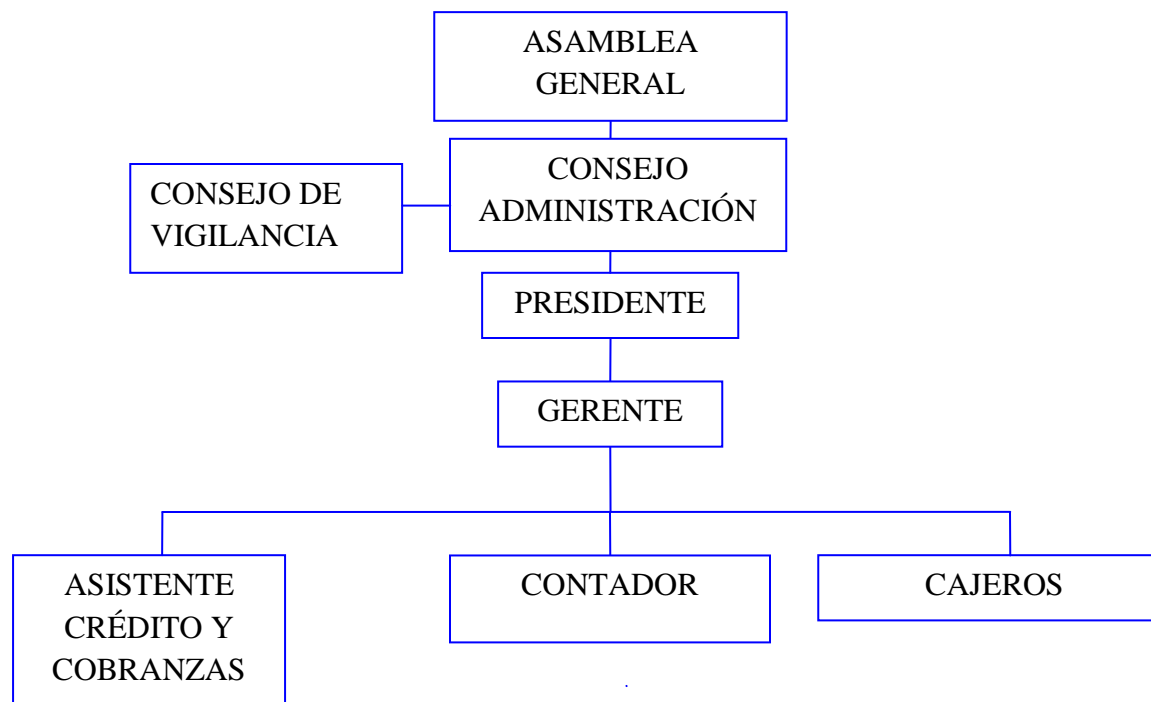 ASAMBLEA
GENERAL
CONSEJO
ADMINISTRACIÓN
CONSEJO DE
VIGILANCIA
PRESIDENTE
GERENTE
ASISTENTE
CRÉDITO Y
COBRANZAS
CONTADOR
CAJEROS